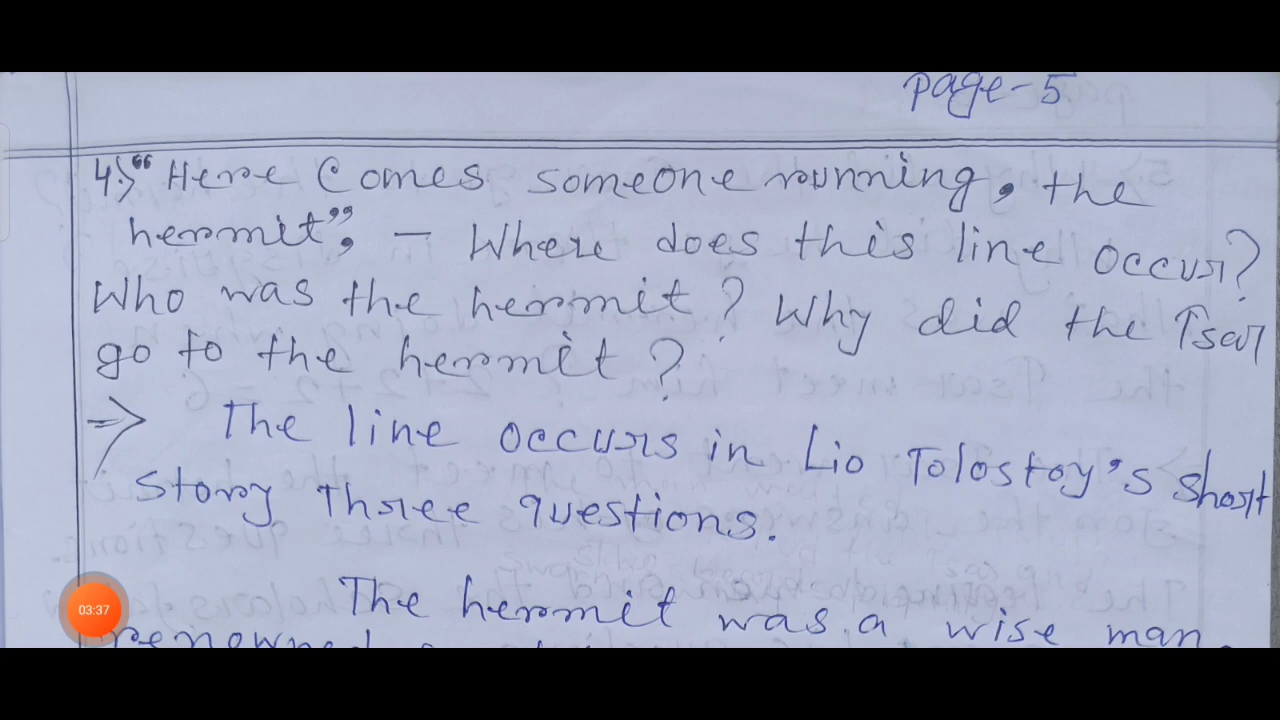 page-5
4.) "Here Comes someone running, the
hermit", - Where does this line occur?
Who was the hermit? Why did the Tsar
go to the hermit?
=> The line occurs in Lio Tolostoy's short
story Three questions.
The hermit was a wise man
renowned
03:37